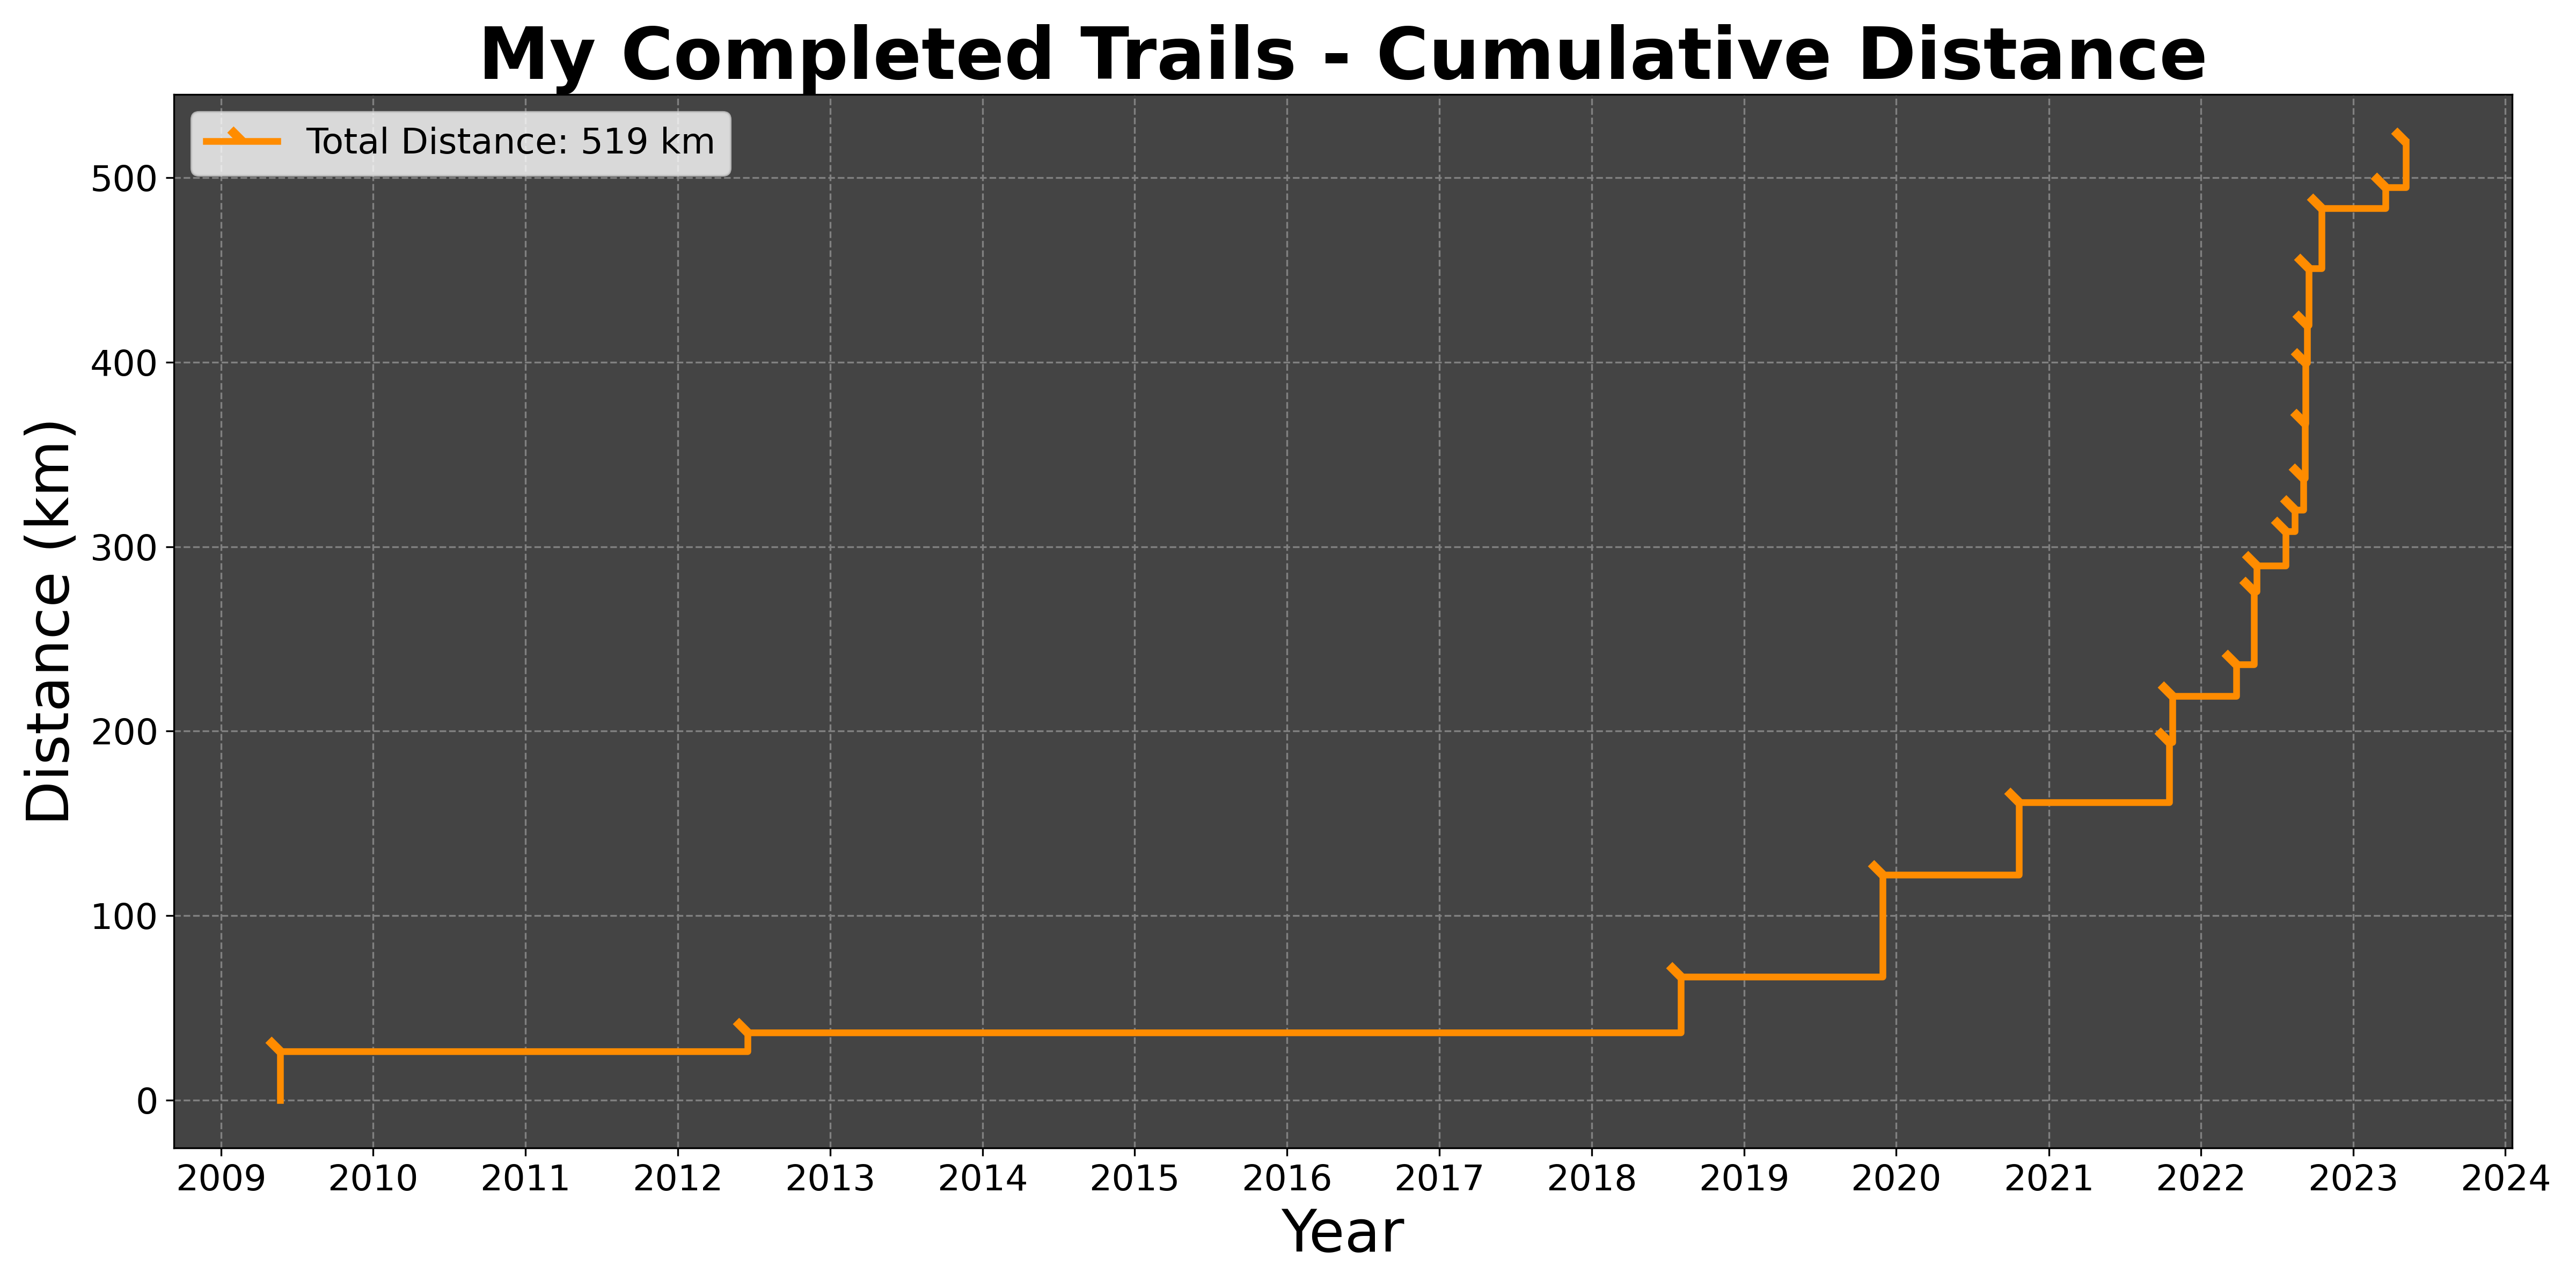 My Completed Trails - Cumulative Distance
Total Distance: 519 km
Distance (km)
500
400
300
200
100
0
2009 2010 2011 2012 2013 2014 2015 2016 2017 2018 2019 2020 2021 2022 2023 2024
Year